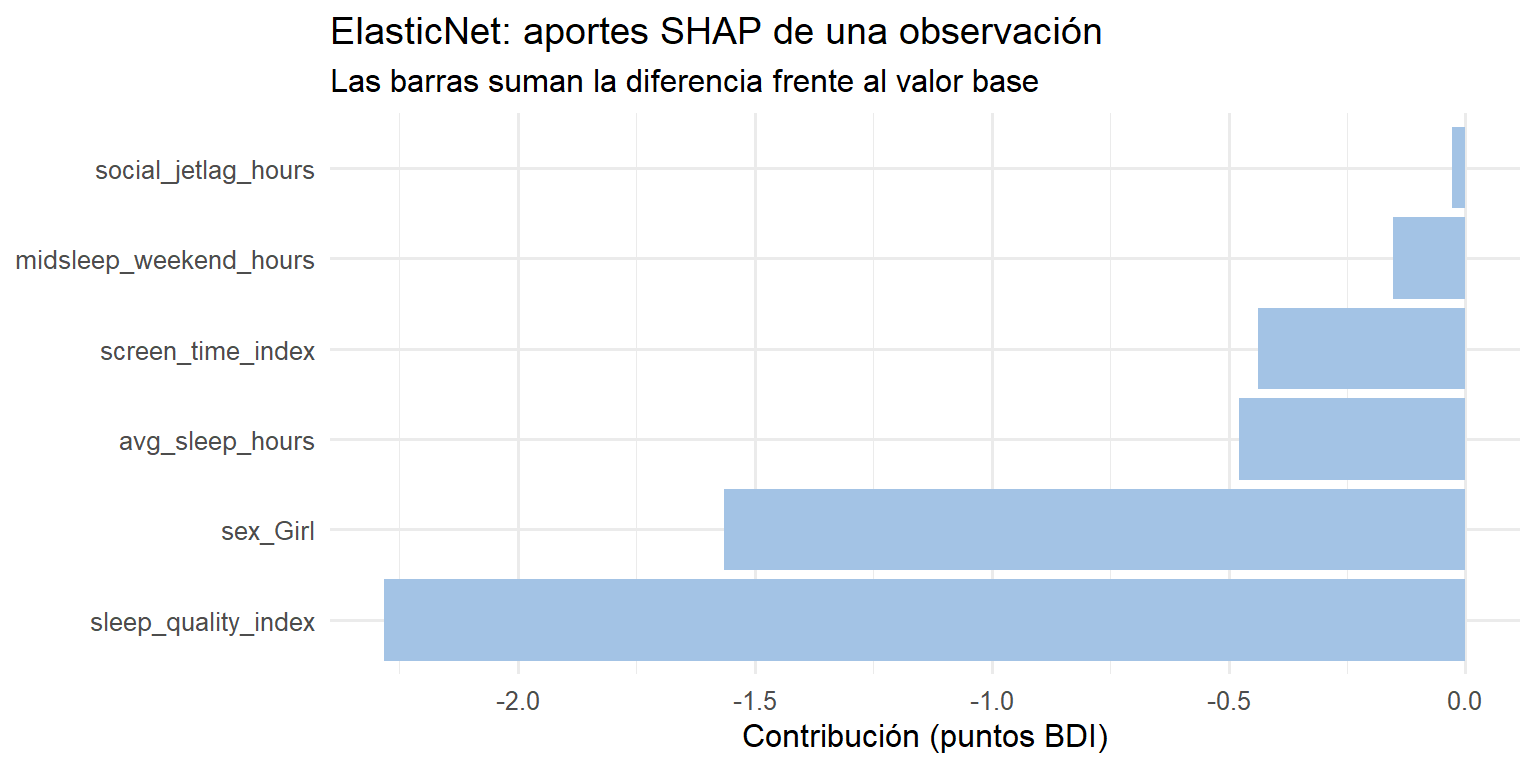 ElasticNet: aportes SHAP de una observación
Las barras suman la diferencia frente al valor base
social_jetlag_hours
midsleep_weekend_hours
screen_time_index
avg_sleep_hours
sex_Girl
sleep_quality_index
-2.0 -1.5 -1.0 -0.5 0.0
Contribución (puntos BDI)